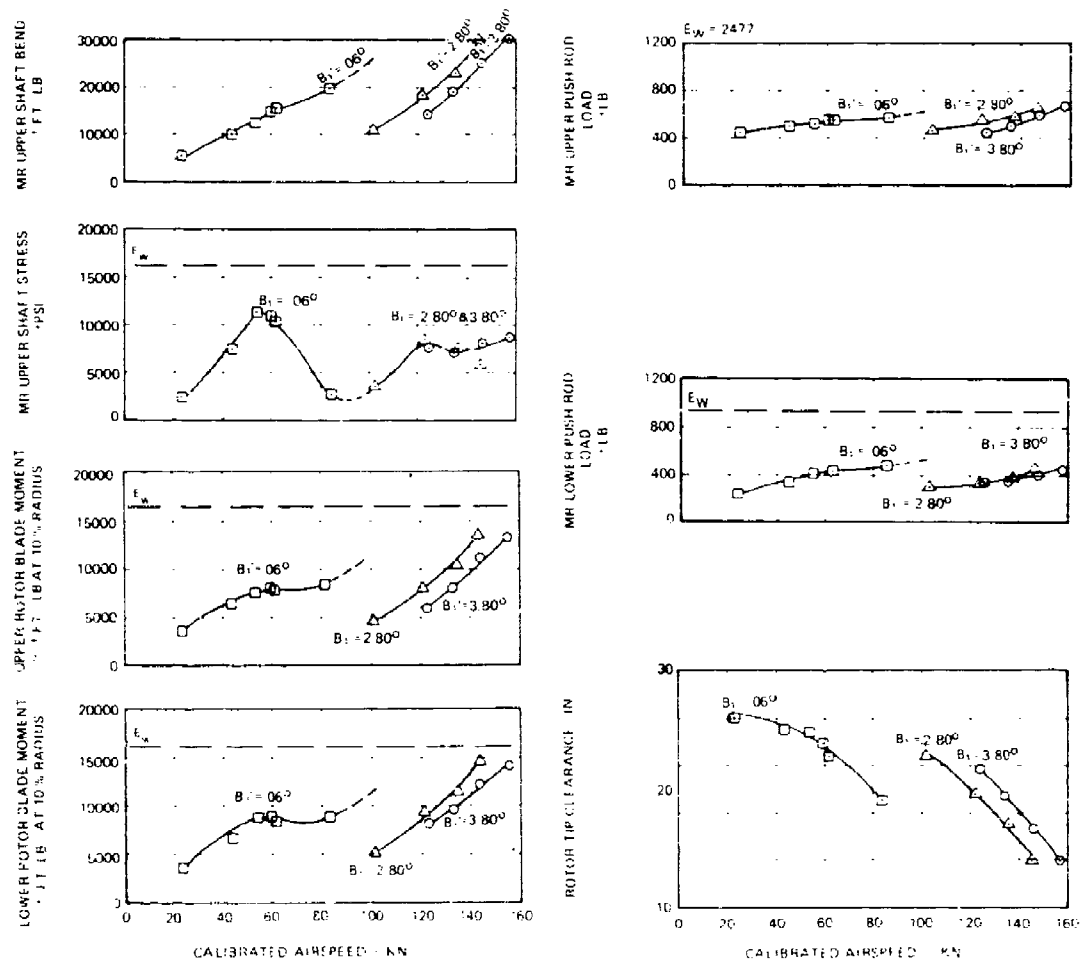 MR UPPER SHAFT BEND
FT LB
30000
20000
10000
0
B₁' = .06°
B₁' = 2.80°
B₁' = 3.80°
MR UPPER SHAFT STRESS
PSI
20000
15000
10000
5000
0
E_W
B₁' = .06°
B₁' = 2.80° & 3.80°
UPPER ROTOR BLADE MOMENT
FT LB AT 10% RADIUS
20000
15000
10000
5000
0
E_W
B₁' = .06°
B₁' = 2.80°
B₁' = 3.80°
LOWER ROTOR BLADE MOMENT
FT LB AT 10% RADIUS
20000
15000
10000
5000
0
E_W
.06°
B₁' = 2.80°
B₁' = 3.80°
0 20 40 60 80 100 120 140 160
CALIBRATED AIRSPEED - KN
MR UPPER PUSH ROD
LOAD
LB
1200
800
400
0
E_W = 2477
B₁' = .06°
B₁' = 2.80°
B₁' = 3.80°
MR LOWER PUSH ROD
LOAD
LB
1200
800
400
0
E_W
B₁' = .06°
B₁' = 2.80°
B₁' = 3.80°
ROTOR TIP CLEARANCE IN
30
20
10
B₁ .06°
B₁' = 2.80°
B₁' = 3.80°
0 20 40 60 80 100 120 140 160
CALIBRATED AIRSPEED KN